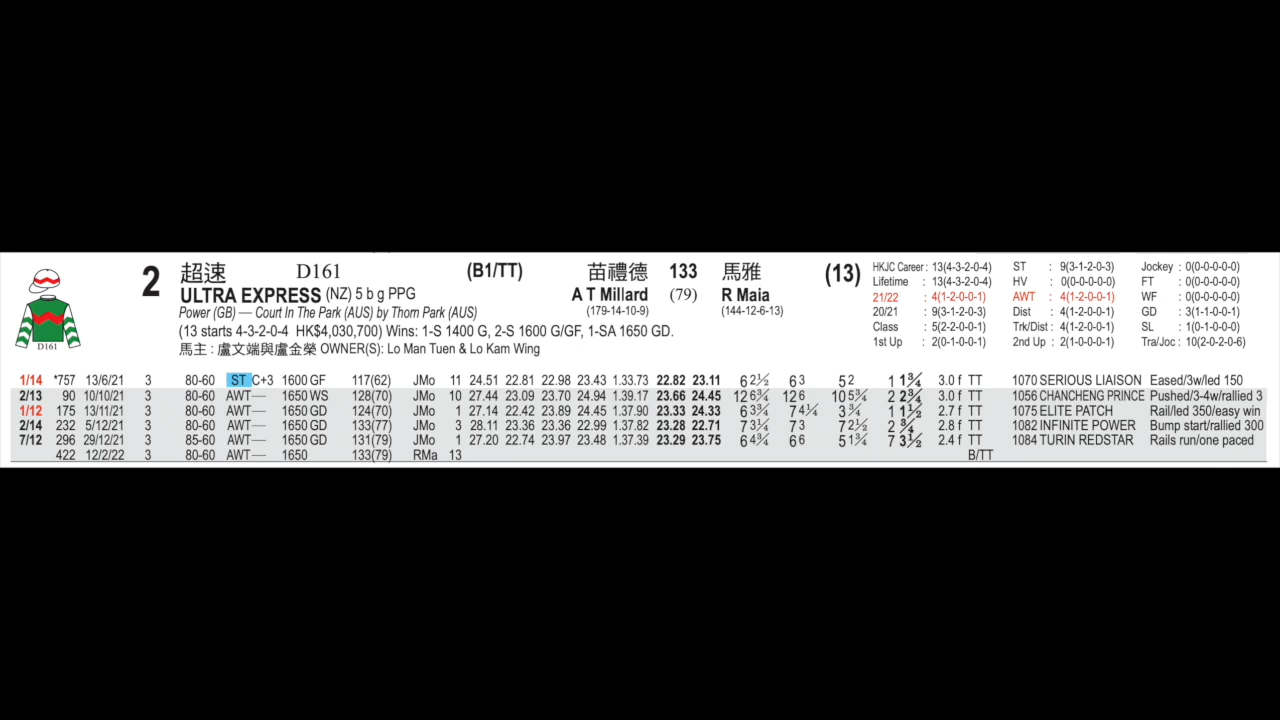 2 超速 D161 (B1/TT) 苗禮德 133 馬雅 (13)
ULTRA EXPRESS (NZ) 5 b g PPG A T Millard (79) R Maia
Power (GB) — Court In The Park (AUS) by Thorn Park (AUS) (179-14-10-9) (144-12-6-13)
(13 starts 4-3-2-0-4 HK$4,030,700) Wins: 1-S 1400 G, 2-S 1600 G/GF, 1-SA 1650 GD.
馬主 : 盧文端與盧金榮 OWNER(S): Lo Man Tuen & Lo Kam Wing
D161
HKJC Career : 13(4-3-2-0-4) ST : 9(3-1-2-0-3) Jockey : 0(0-0-0-0-0)
Lifetime : 13(4-3-2-0-4) HV : 0(0-0-0-0-0) FT : 0(0-0-0-0-0)
21/22 : 4(1-2-0-0-1) AWT : 4(1-2-0-0-1) WF : 0(0-0-0-0-0)
20/21 : 9(3-1-2-0-3) Dist : 4(1-2-0-0-1) GD : 3(1-1-0-0-1)
Class : 5(2-2-0-0-1) Trk/Dist : 4(1-2-0-0-1) SL : 1(0-1-0-0-0)
1st Up : 2(0-1-0-0-1) 2nd Up : 2(1-0-0-0-1) Tra/Joc : 10(2-0-2-0-6)
1/14 *757 13/6/21 3 80-60 ST C+3 1600 GF 117(62) JMo 11 24.51 22.81 22.98 23.43 1.33.73 22.82 23.11 6 2½ 6 3 5 2 1 1¾ 3.0 f TT 1070 SERIOUS LIAISON Eased/3w/led 150
2/13 90 10/10/21 3 80-60 AWT— 1650 WS 128(70) JMo 10 27.44 23.09 23.70 24.94 1.39.17 23.66 24.45 12 6¾ 12 6 10 5¾ 2 2¾ 3.0 f TT 1056 CHANCHENG PRINCE Pushed/3-4w/rallied 3
1/12 175 13/11/21 3 80-60 AWT— 1650 GD 124(70) JMo 1 27.14 22.42 23.89 24.45 1.37.90 23.33 24.33 6 3¾ 7 4¼ 3 ¾ 1 1½ 2.7 f TT 1075 ELITE PATCH Rail/led 350/easy win
2/14 232 5/12/21 3 80-60 AWT— 1650 GD 133(77) JMo 3 28.11 23.36 23.36 22.99 1.37.82 23.28 22.71 7 3¼ 7 3 7 2½ 2 ¾ 2.8 f TT 1082 INFINITE POWER Bump start/rallied 300
7/12 296 29/12/21 3 85-60 AWT— 1650 GD 131(79) JMo 1 27.20 22.74 23.97 23.48 1.37.39 23.29 23.75 6 4¾ 6 6 5 1¾ 7 3½ 2.4 f TT 1084 TURIN REDSTAR Rails run/one paced
422 12/2/22 3 80-60 AWT— 1650 133(79) RMa 13 B/TT